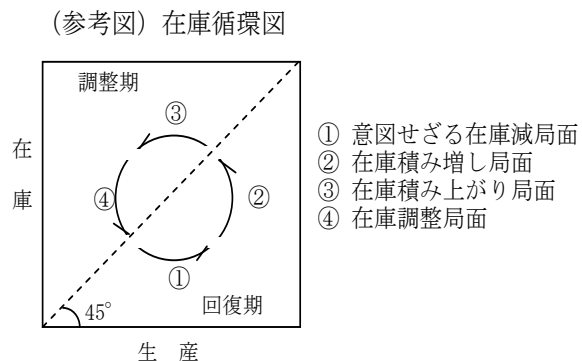 （参考図）在庫循環図
調整期
③
在
庫
④
②
①
45°
回復期
生　産
① 意図せざる在庫減局面
② 在庫積み増し局面
③ 在庫積み上がり局面
④ 在庫調整局面